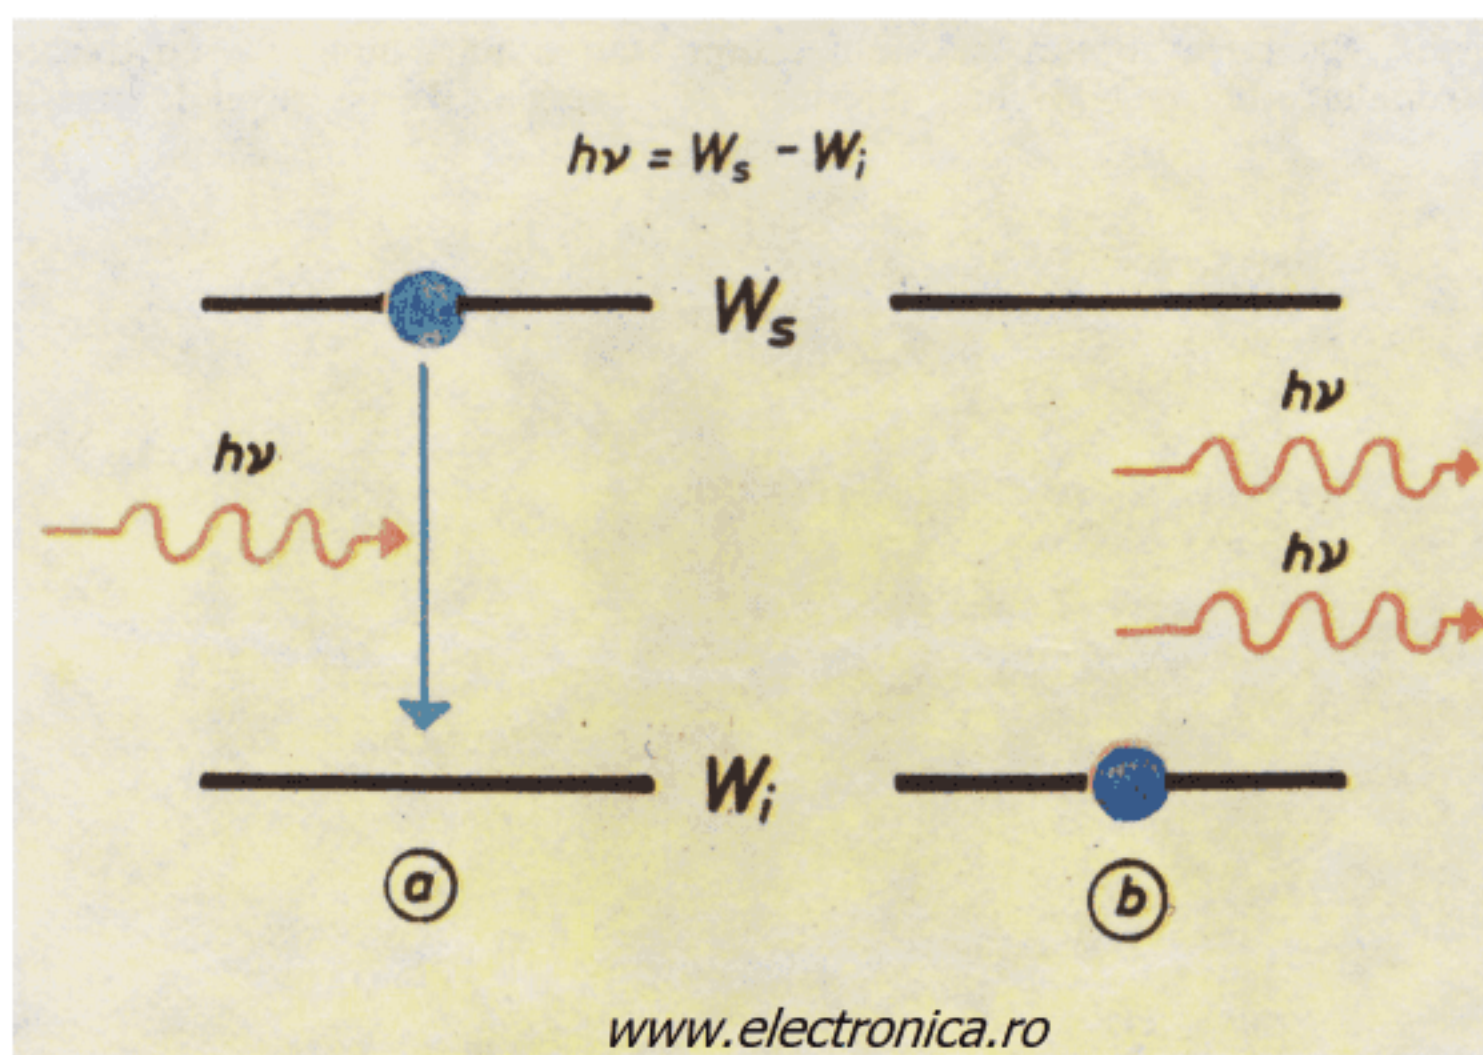 hν = Ws - Wi
Ws
hν
hν
hν
Wi
a
b
www.electronica.ro